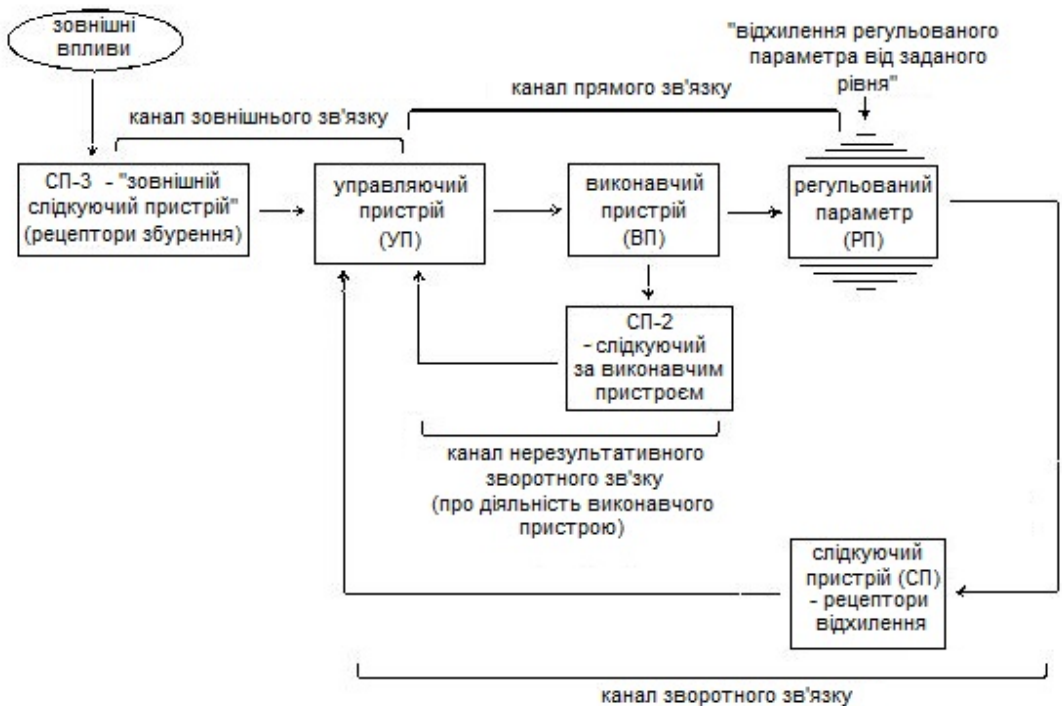 зовнішні
впливи
"відхилення регульованого
параметра від заданого
рівня"
канал прямого зв'язку
канал зовнішнього зв'язку
СП-3 - "зовнішній
слідкуючий пристрій"
(рецептори збурення)
управляючий
пристрій
(УП)
виконавчий
пристрій
(ВП)
регульований
параметр
(РП)
СП-2
- слідкуючий
за виконавчим
пристроєм
канал нерезультативного
зворотного зв'зку
(про діяльність виконавчого
пристрою)
слідкуючий
пристрій (СП)
- рецептори
відхилення
канал зворотного зв'язку